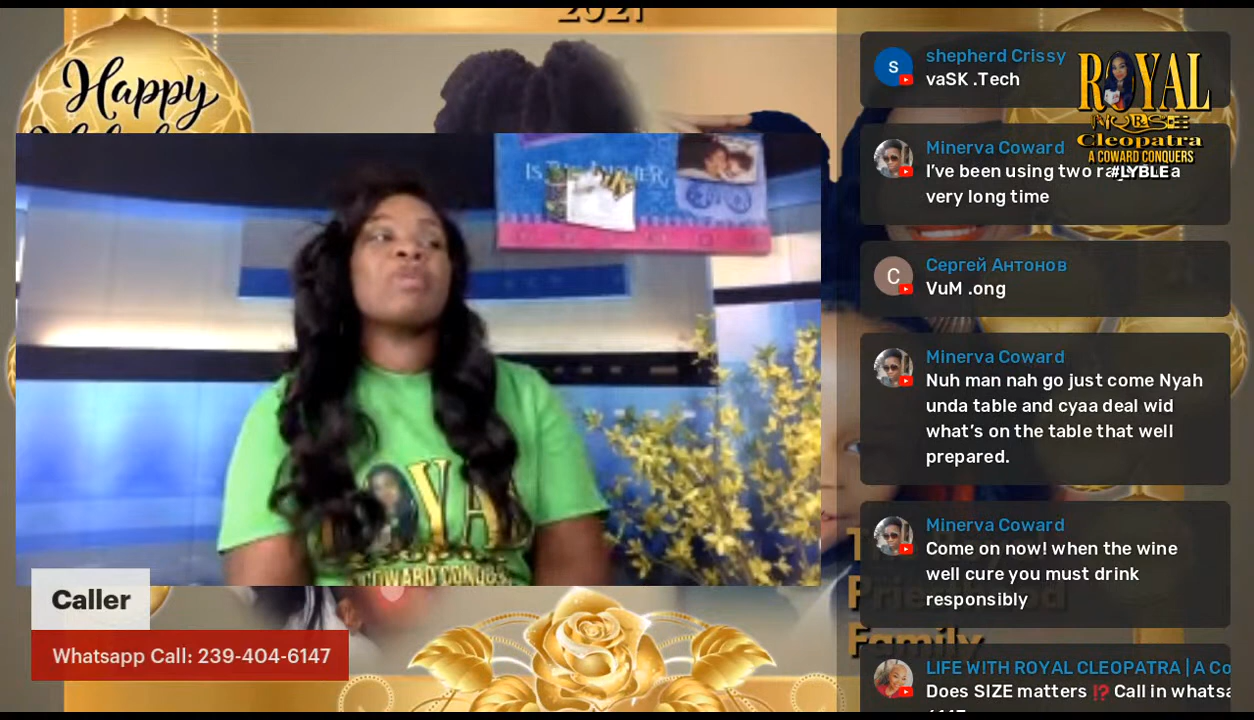 2021
Happy
shepherd Crissy
vaSK .Tech
ROYAL
NURSE
Cleopatra
A COWARD CONQUERS
#LYBLE
Minerva Coward
I've been using two
very long time
Сергей Антонов
VuM .ong
Minerva Coward
Nuh man nah go just come Nyah
unda table and cyaa deal wid
what's on the table that well
prepared.
Minerva Coward
Come on now! when the wine
well cure you must drink
responsibly
LIFE WITH ROYAL CLEOPATRA | A Co
Does SIZE matters ⁉️ Call in whatsa
ROYAL
COWARD CONQU
Caller
Whatsapp Call: 239-404-6147
Family